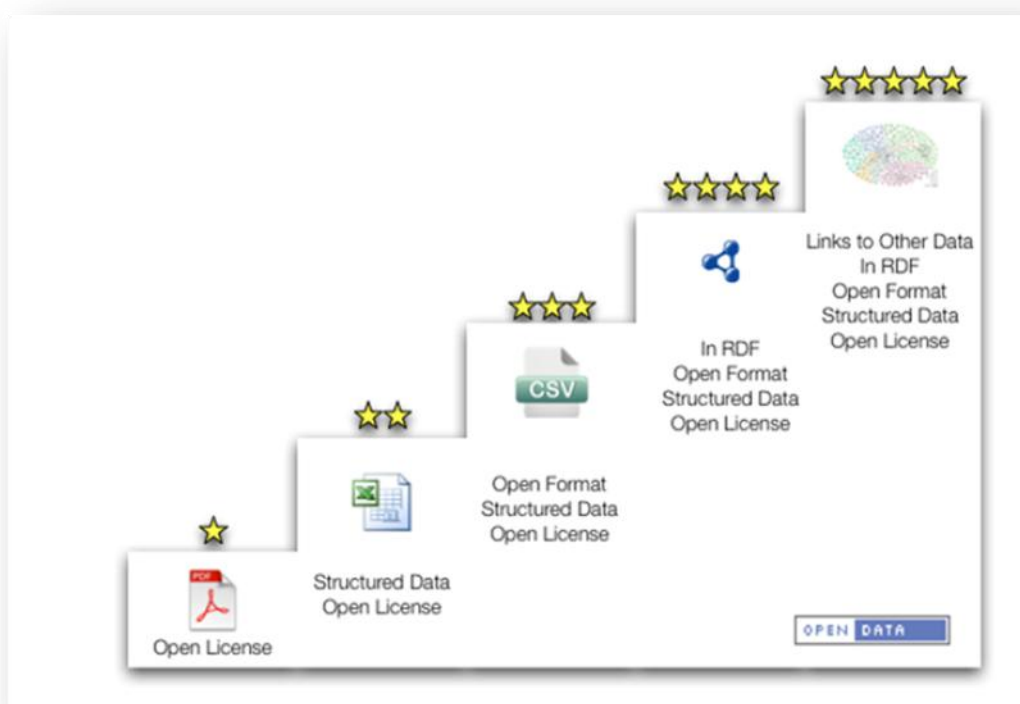 PDF
Open License
Structured Data
Open License
CSV
Open Format
Structured Data
Open License
In RDF
Open Format
Structured Data
Open License
Links to Other Data
In RDF
Open Format
Structured Data
Open License
OPEN DATA